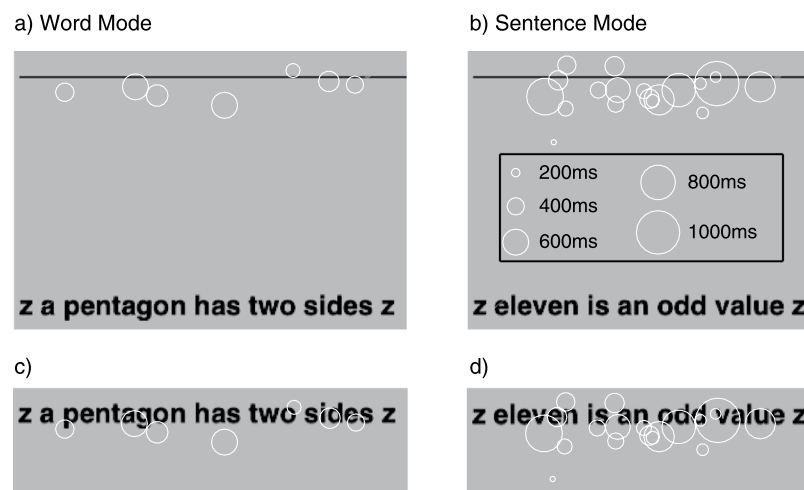 a) Word Mode
z a pentagon has two sides z
b) Sentence Mode
200ms
400ms
600ms
800ms
1000ms
z eleven is an odd value z
c)
z a pentagon has two sides z
d)
z eleven is an odd value z